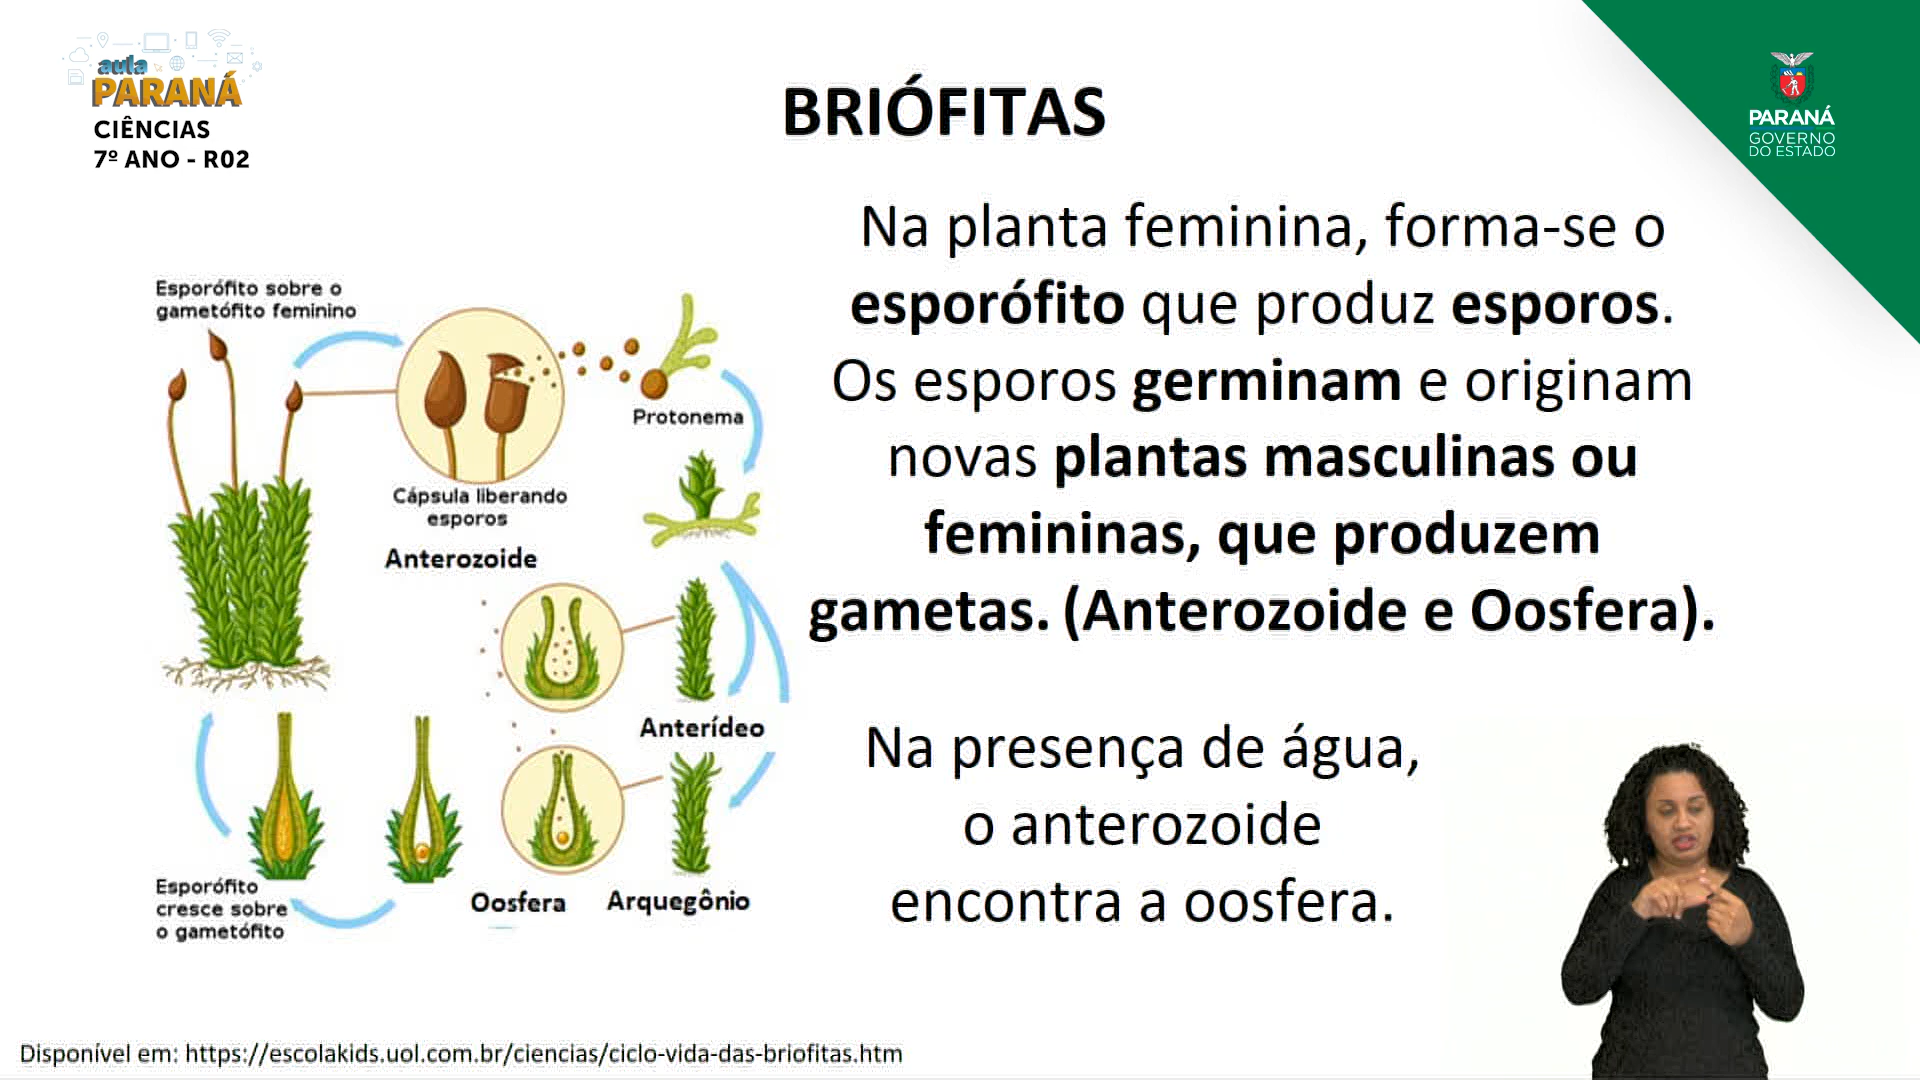 aula
PARANÁ
CIÊNCIAS
7º ANO - R02
BRIÓFITAS
PARANÁ
GOVERNO
DO ESTADO
Na planta feminina, forma-se o
esporófito que produz esporos.
Os esporos germinam e originam
novas plantas masculinas ou
femininas, que produzem
gametas. (Anterozoide e Oosfera).
Na presença de água,
o anterozoide
encontra a oosfera.
Esporófito sobre o
gametófito feminino
Protonema
Cápsula liberando
esporos
Anterozoide
Anterídeo
Oosfera
Arquegônio
Esporófito
cresce sobre
o gametófito
Disponível em: https://escolakids.uol.com.br/ciencias/ciclo-vida-das-briofitas.htm